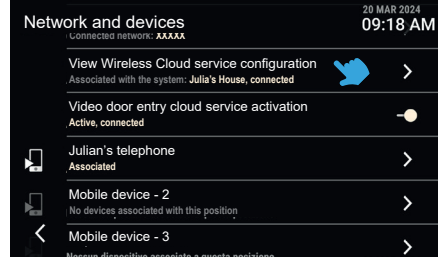 20 MAR 2024
Network and devices
09:18 AM
Connected network: XXXXX
View Wireless Cloud service configuration
Associated with the system: Julia's House, connected
Video door entry cloud service activation
Active, connected
Julian's telephone
Associated
Mobile device - 2
No devices associated with this position
Mobile device - 3
Nessun dispositivo associato a questa posizione